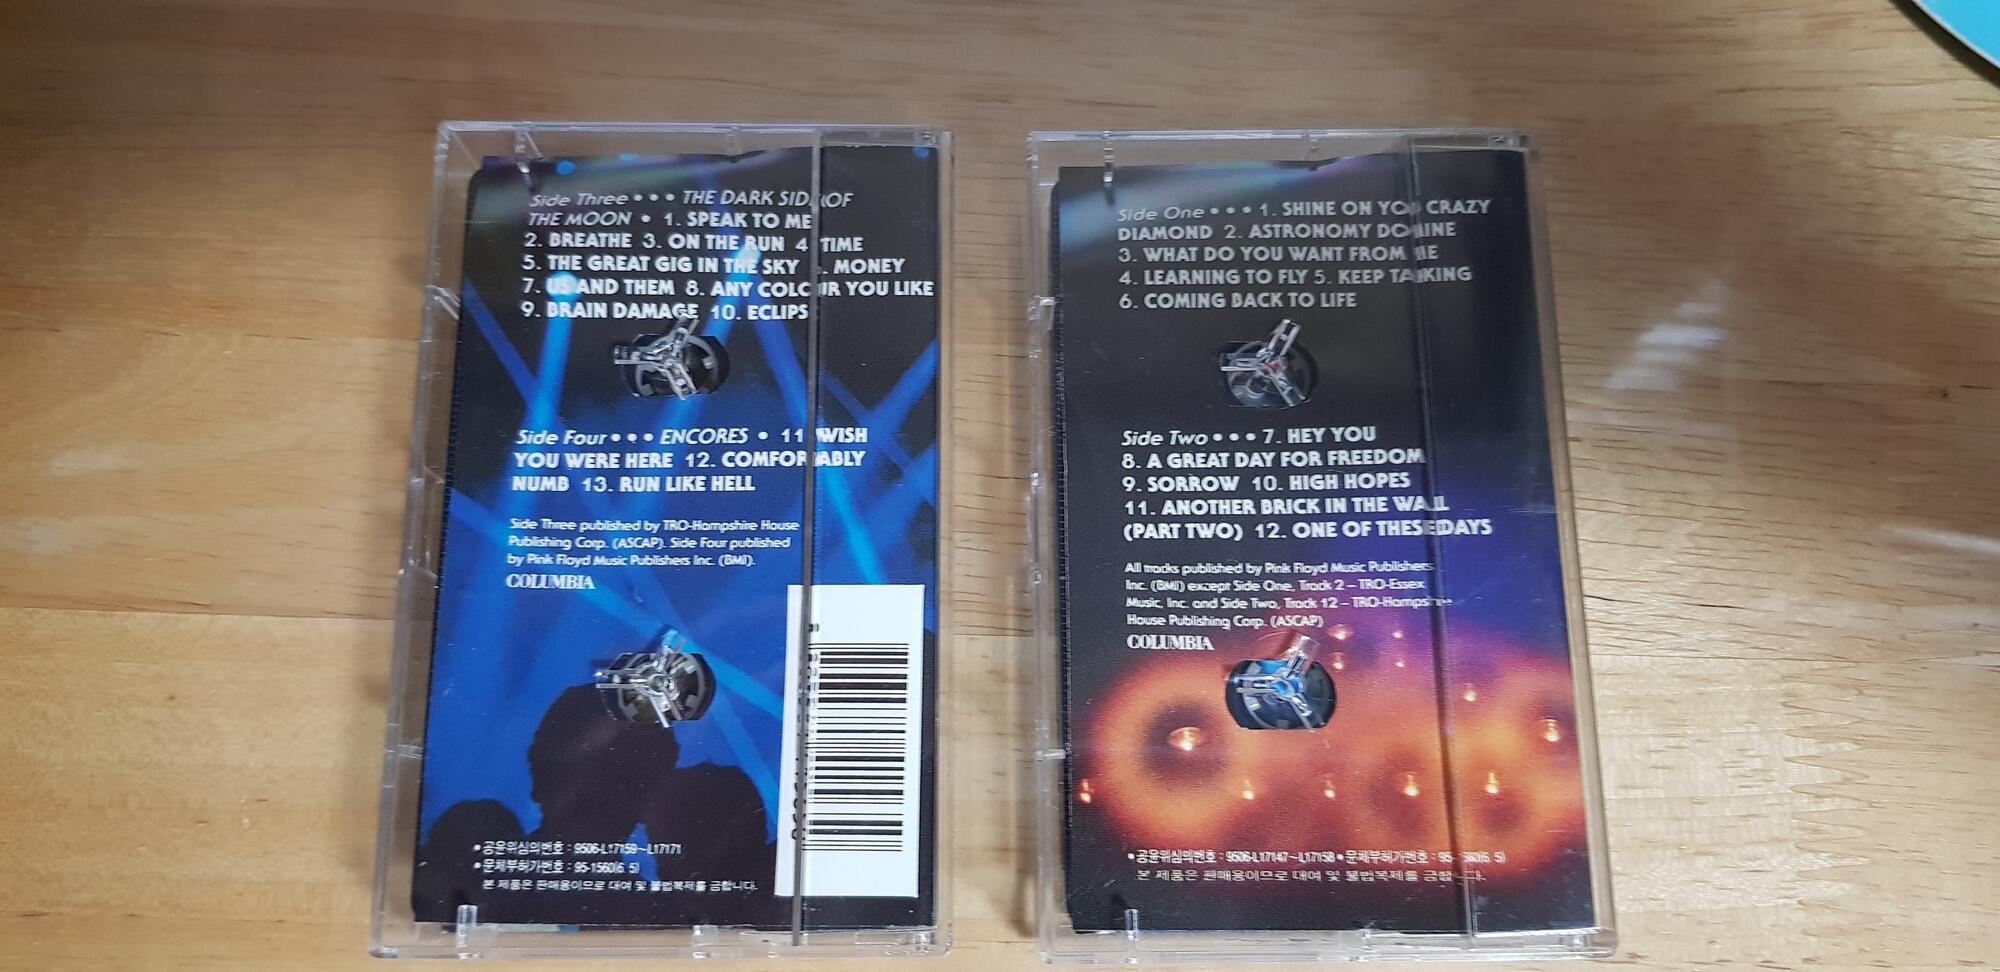 Side Three • • • THE DARK SIDE OF
THE MOON • 1. SPEAK TO ME
2. BREATHE 3. ON THE RUN 4 TIME
5. THE GREAT GIG IN THE SKY . MONEY
7. US AND THEM 8. ANY COLOUR YOU LIKE
9. BRAIN DAMAGE 10. ECLIPS
Side Four • • • ENCORES • 11 WISH
YOU WERE HERE 12. COMFORTABLY
NUMB 13. RUN LIKE HELL
Side Three published by TRO-Hampshire House
Publishing Corp. (ASCAP). Side Four published
by Pink Floyd Music Publishers Inc. (BMI).
COLUMBIA
• 공윤위심의번호 : 9506-L17159~L17171
• 문체부허가번호 : 95-1560(6. 5)
본 제품은 판매용이므로 대여 및 불법복제를 금합니다.
Side One • • • 1. SHINE ON YOU CRAZY
DIAMOND 2. ASTRONOMY DOMINE
3. WHAT DO YOU WANT FROM ME
4. LEARNING TO FLY 5. KEEP TALKING
6. COMING BACK TO LIFE
Side Two • • • 7. HEY YOU
8. A GREAT DAY FOR FREEDOM
9. SORROW 10. HIGH HOPES
11. ANOTHER BRICK IN THE WALL
(PART TWO) 12. ONE OF THESE DAYS
All tracks published by Pink Floyd Music Publishers
Inc. (BMI) except Side One, Track 2 – TRO-Essex
Music, Inc. and Side Two, Track 12 – TRO-Hampshire
House Publishing Corp. (ASCAP)
COLUMBIA
• 공윤위심의번호 : 9506-L17147~L17158 • 문체부허가번호 : 95- 560(6. 5)
본 제품은 판매용이므로 대여 및 불법복제를 금합니다.